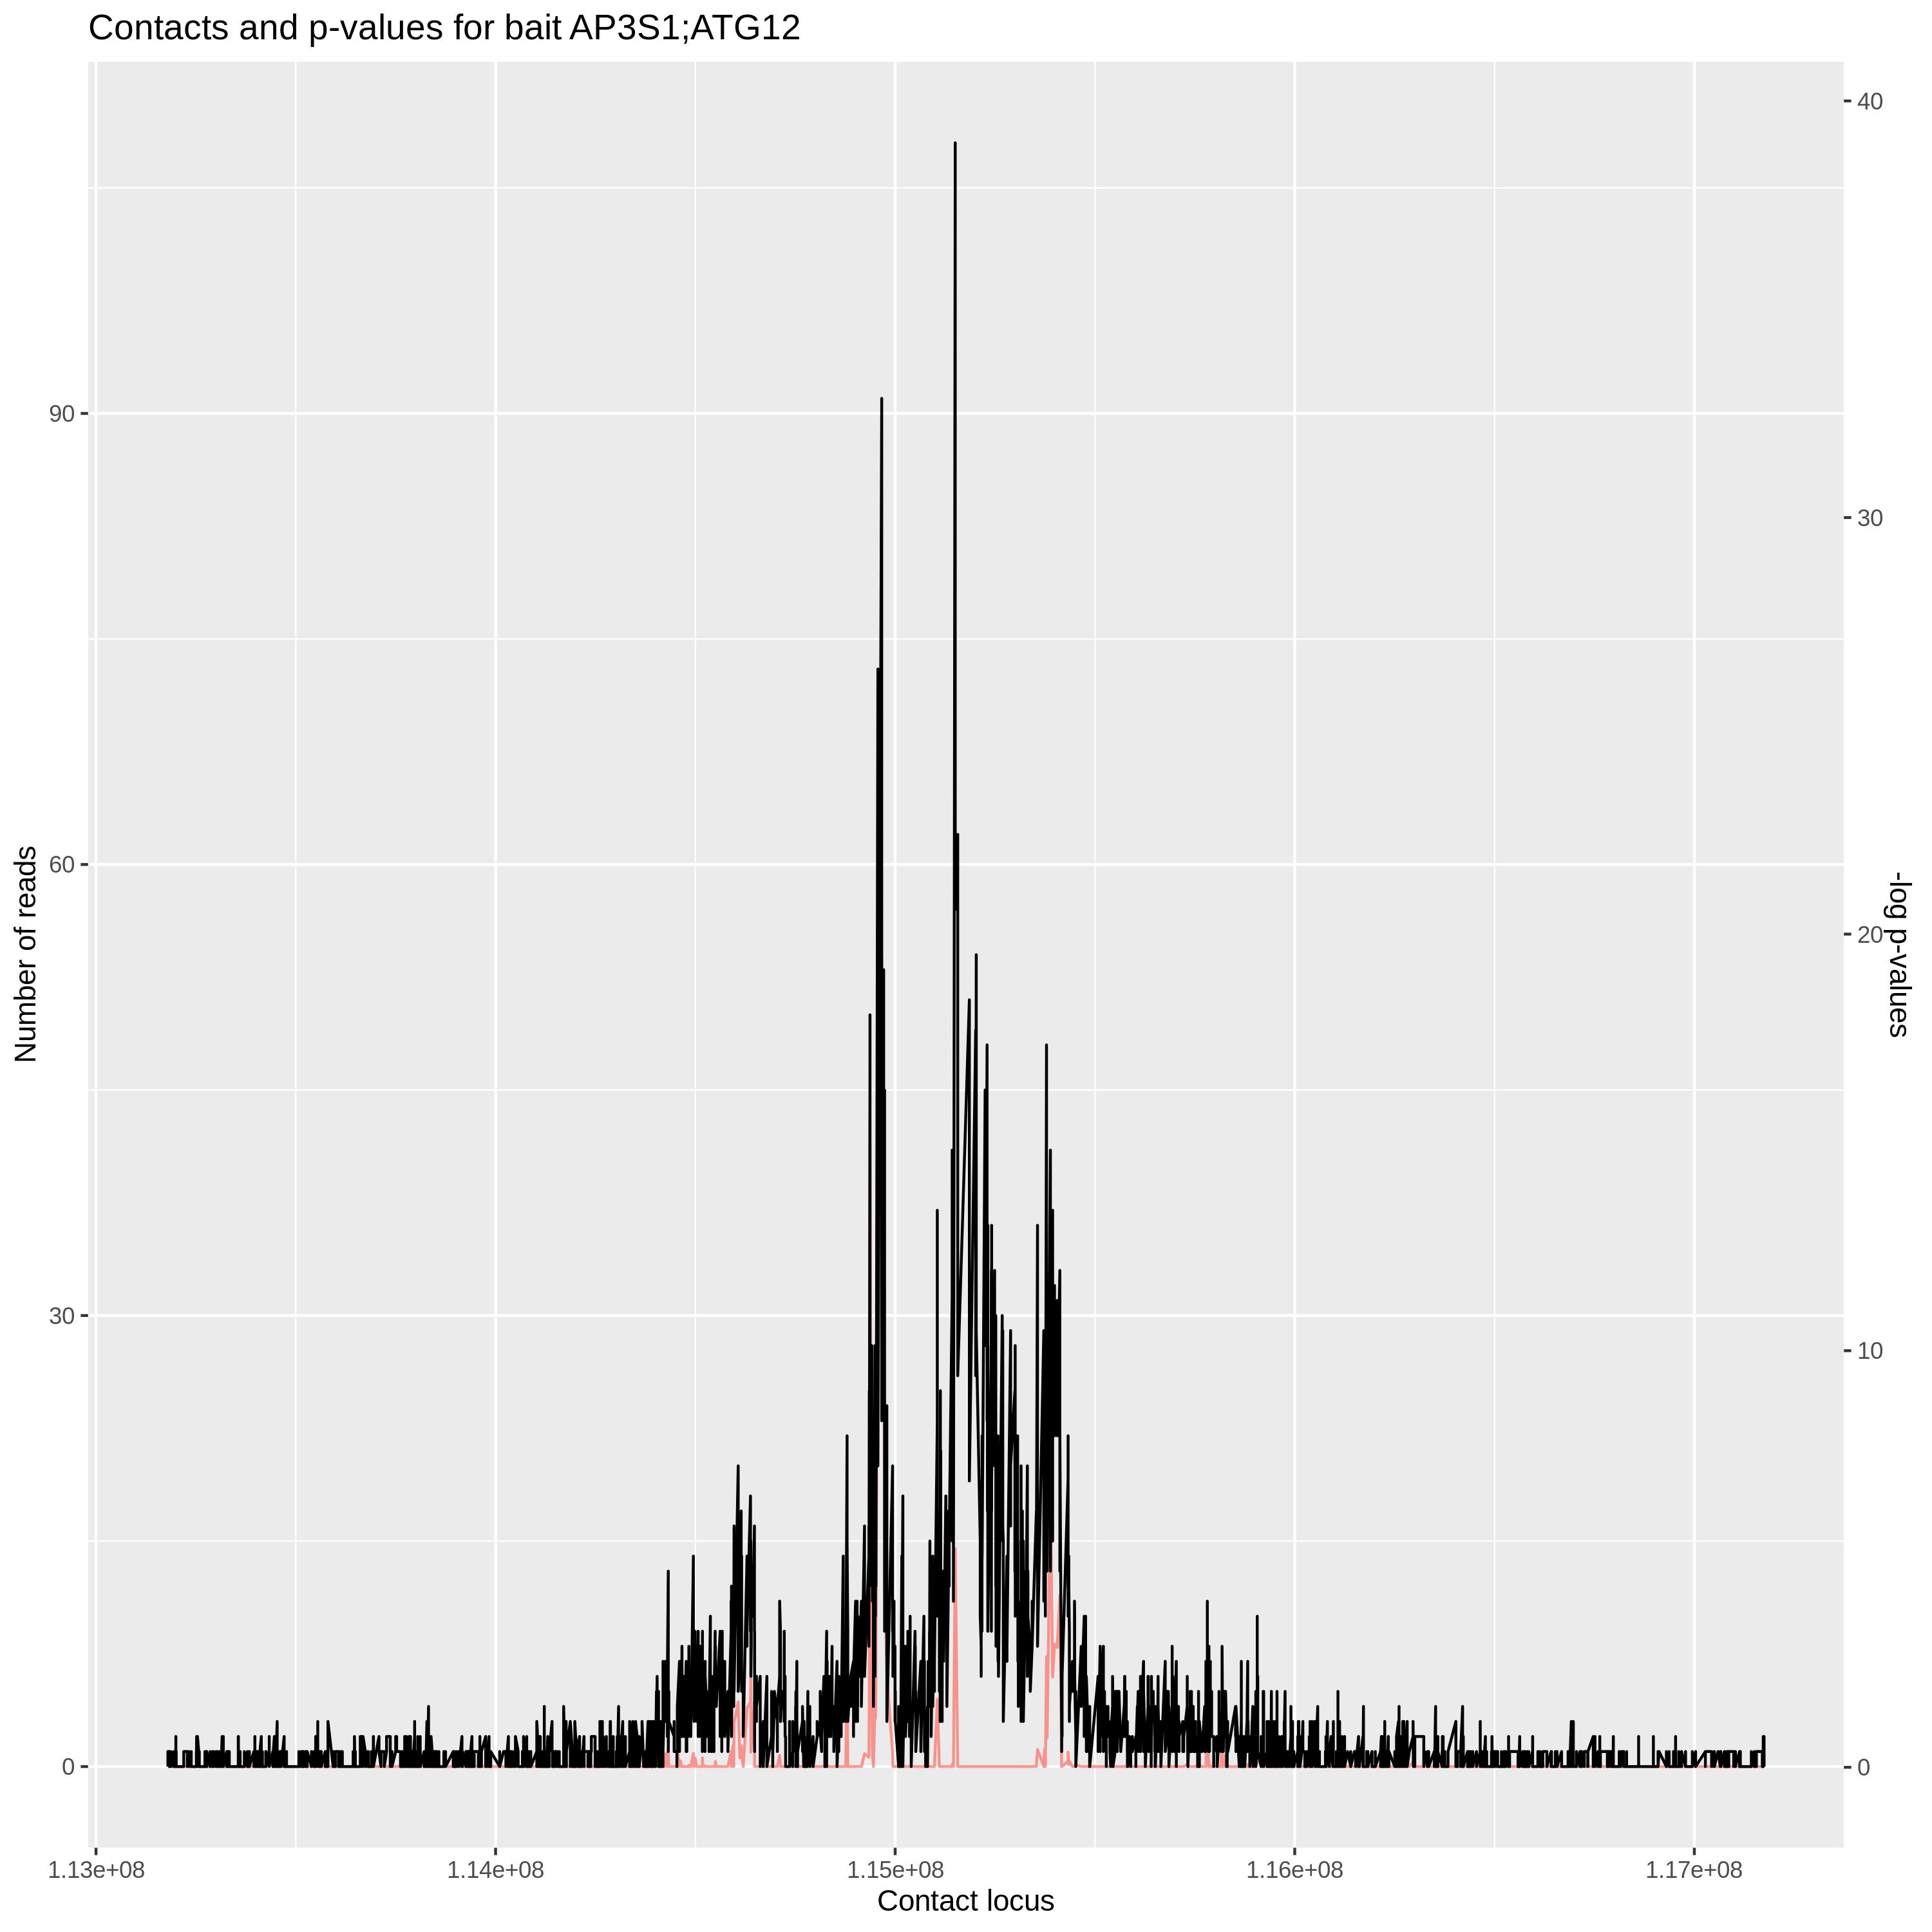 Contacts and p-values for bait AP3S1;ATG12
40
90
30
60
20
30
10
0
0
Number of reads
-log p-values
1.13e+08 1.14e+08 1.15e+08 1.16e+08 1.17e+08
Contact locus